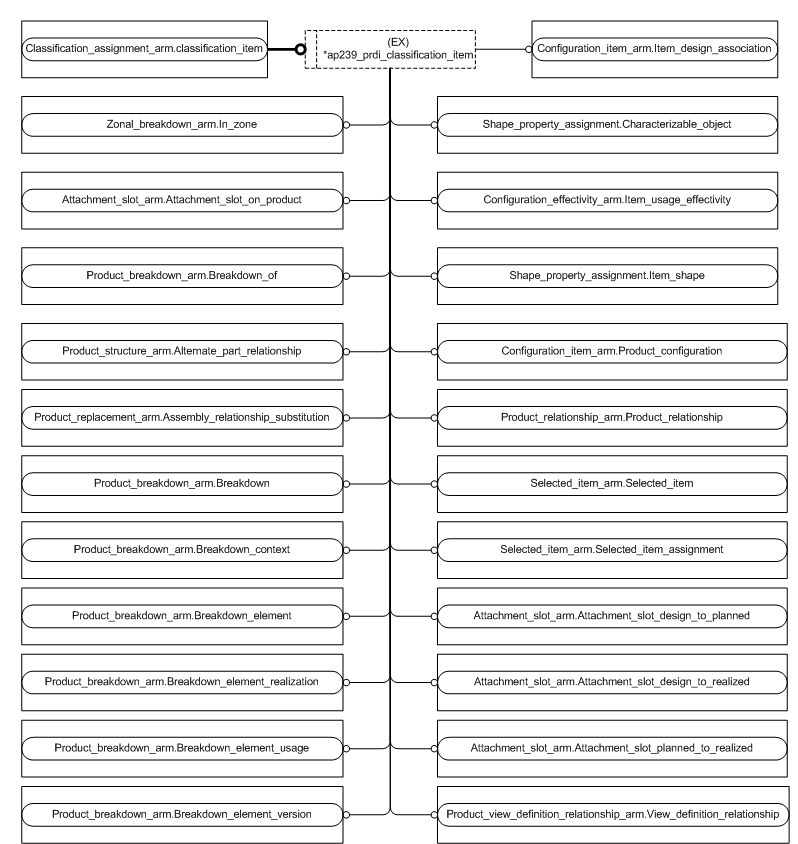 Classification_assignment_arm.classification_item
(EX)
*ap239_prdi_classification_item
Configuration_item_arm.Item_design_association
Zonal_breakdown_arm.In_zone
Shape_property_assignment.Characterizable_object
Attachment_slot_arm.Attachment_slot_on_product
Configuration_effectivity_arm.Item_usage_effectivity
Product_breakdown_arm.Breakdown_of
Shape_property_assignment.Item_shape
Product_structure_arm.Alternate_part_relationship
Configuration_item_arm.Product_configuration
Product_replacement_arm.Assembly_relationship_substitution
Product_relationship_arm.Product_relationship
Product_breakdown_arm.Breakdown
Selected_item_arm.Selected_item
Product_breakdown_arm.Breakdown_context
Selected_item_arm.Selected_item_assignment
Product_breakdown_arm.Breakdown_element
Attachment_slot_arm.Attachment_slot_design_to_planned
Product_breakdown_arm.Breakdown_element_realization
Attachment_slot_arm.Attachment_slot_design_to_realized
Product_breakdown_arm.Breakdown_element_usage
Attachment_slot_arm.Attachment_slot_planned_to_realized
Product_breakdown_arm.Breakdown_element_version
Product_view_definition_relationship_arm.View_definition_relationship